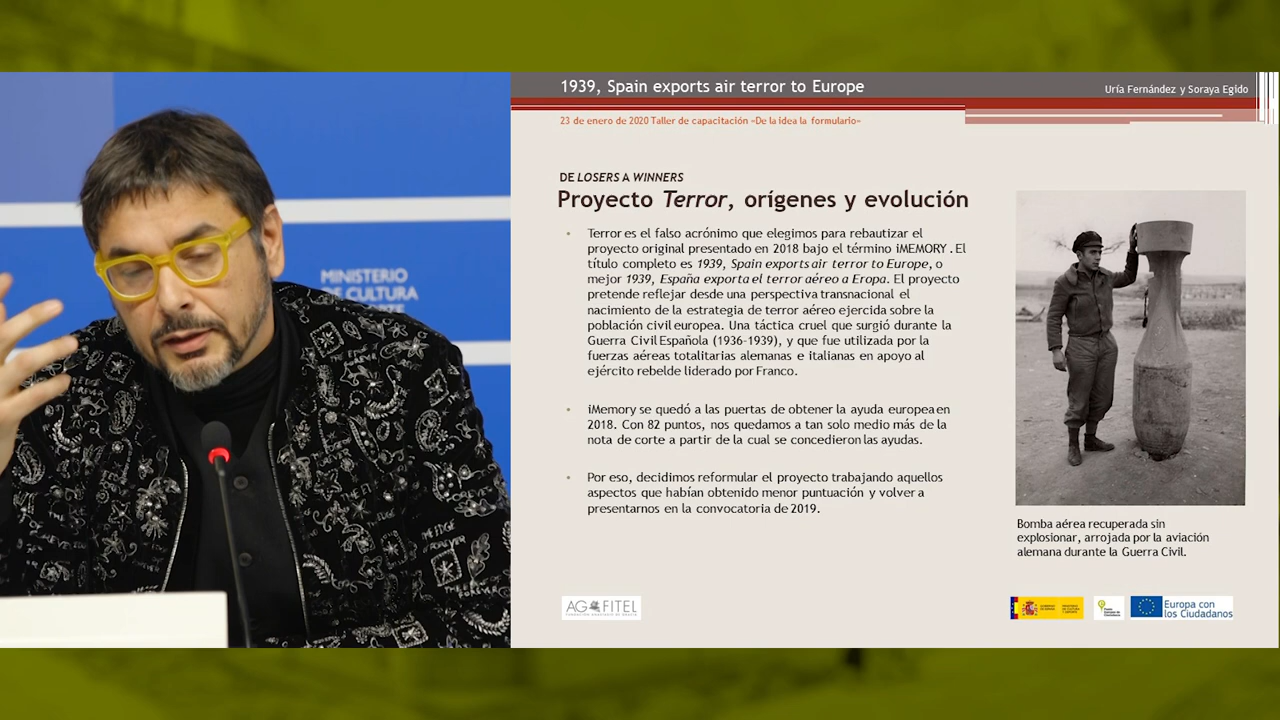 MINISTERIO
DE CULTURA
1939, Spain exports air terror to Europe
Uría Fernández y Soraya Egido
23 de enero de 2020 Taller de capacitación «De la idea la formulario»
DE LOSERS A WINNERS
Proyecto Terror, orígenes y evolución
• Terror es el falso acrónimo que elegimos para rebautizar el
proyecto original presentado en 2018 bajo el término iMEMORY . El
título completo es 1939, Spain exports air terror to Europe, o
mejor 1939, España exporta el terror aéreo a Eropa. El proyecto
pretende reflejar desde una perspectiva transnacional el
nacimiento de la estrategia de terror aéreo ejercida sobre la
población civil europea. Una táctica cruel que surgió durante la
Guerra Civil Española (1936-1939), y que fue utilizada por la
fuerzas aéreas totalitarias alemanas e italianas en apoyo al
ejército rebelde liderado por Franco.
• iMemory se quedó a las puertas de obtener la ayuda europea en
2018. Con 82 puntos, nos quedamos a tan solo medio más de la
nota de corte a partir de la cual se concedieron las ayudas.
• Por eso, decidimos reformular el proyecto trabajando aquellos
aspectos que habían obtenido menor puntuación y volver a
presentarnos en la convocatoria de 2019.
Bomba aérea recuperada sin
explosionar, arrojada por la aviación
alemana durante la Guerra Civil.
AGFITEL
Europa con
los Ciudadanos